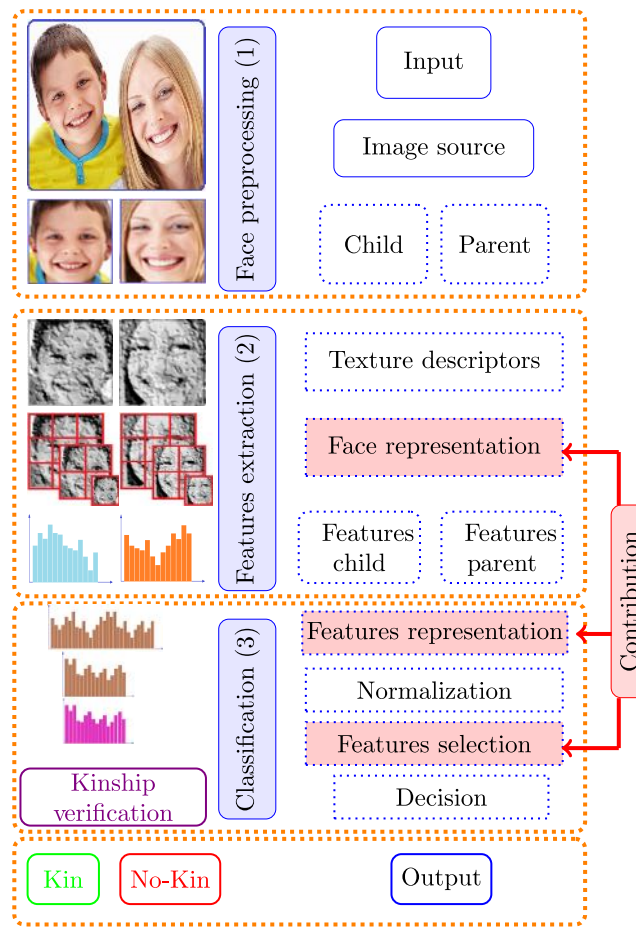 Face preprocessing (1)
Input
Image source
Child
Parent
Features extraction (2)
Texture descriptors
Face representation
Features
child
Features
parent
Contribution
Classification (3)
Features representation
Normalization
Features selection
Decision
Kinship
verification
Kin
No-Kin
Output